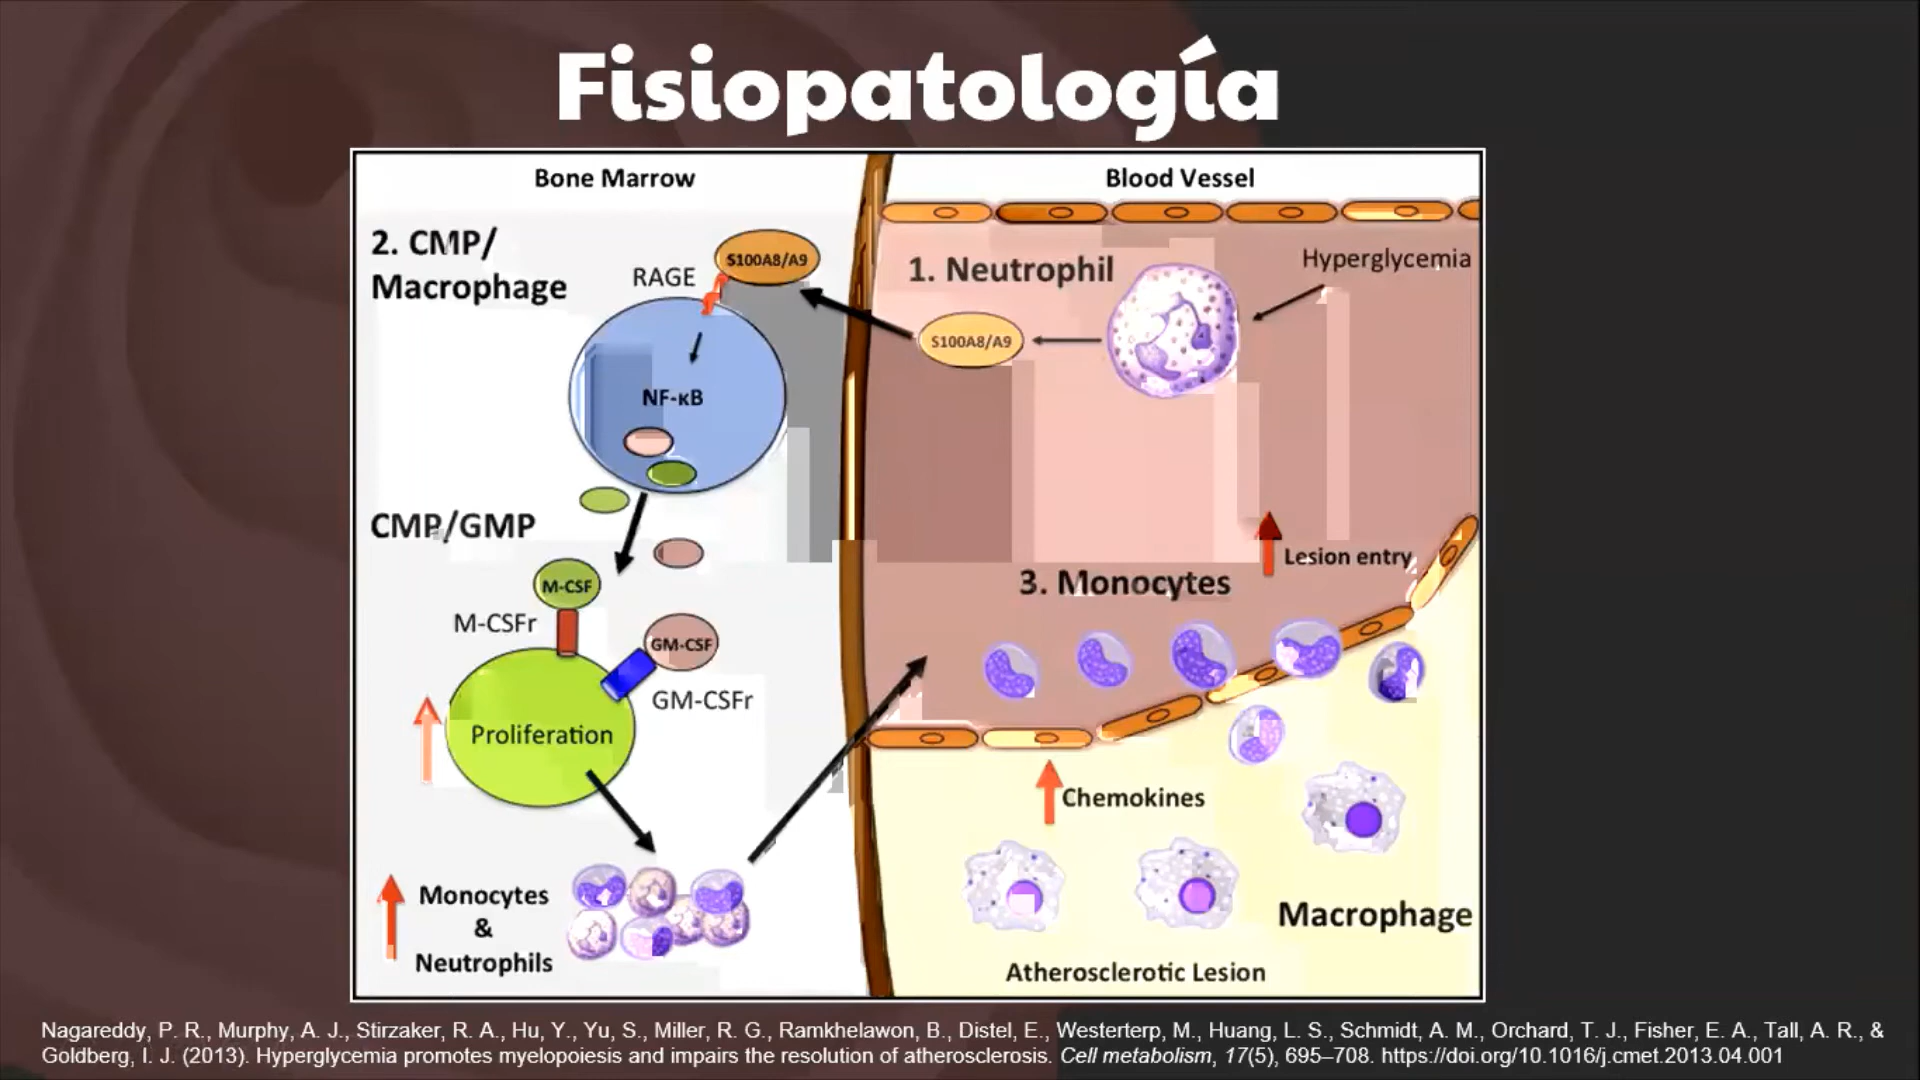 Fisiopatología
Bone Marrow
Blood Vessel
2. CMP/
Macrophage
RAGE
S100A8/A9
NF-κB
1. Neutrophil
S100A8/A9
Hyperglycemia
CMP/GMP
M-CSF
M-CSFr
GM-CSF
GM-CSFr
Proliferation
Monocytes
&
Neutrophils
Lesion entry
3. Monocytes
Chemokines
Macrophage
Atherosclerotic Lesion
Nagareddy, P. R., Murphy, A. J., Stirzaker, R. A., Hu, Y., Yu, S., Miller, R. G., Ramkhelawon, B., Distel, E., Westerterp, M., Huang, L. S., Schmidt, A. M., Orchard, T. J., Fisher, E. A., Tall, A. R., &
Goldberg, I. J. (2013). Hyperglycemia promotes myelopoiesis and impairs the resolution of atherosclerosis. Cell metabolism, 17(5), 695–708. https://doi.org/10.1016/j.cmet.2013.04.001